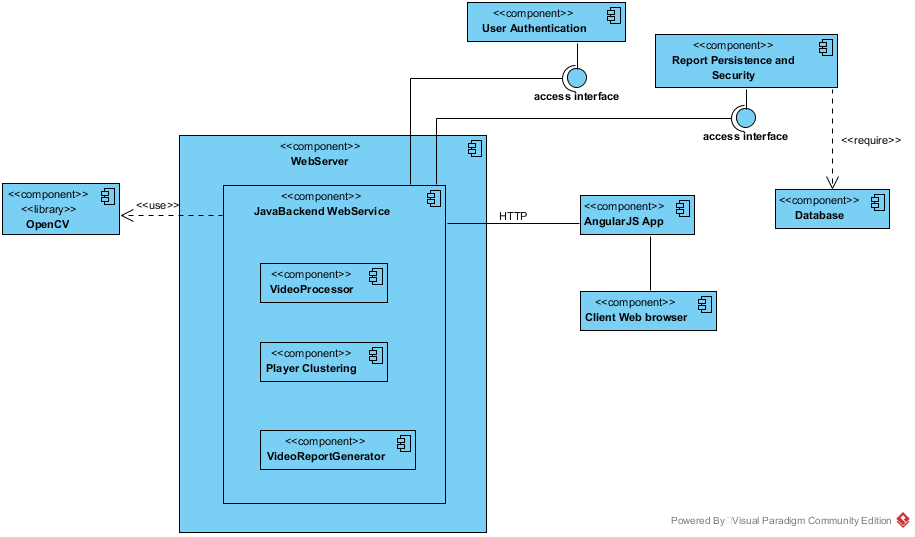 <<component>>
User Authentication
<<component>>
Report Persistence and
Security
access interface
access interface
<<require>>
<<component>>
WebServer
<<component>>
<<library>>
OpenCV
<<use>>
<<component>>
JavaBackend WebService
HTTP
<<component>>
AngularJS App
<<component>>
Database
<<component>>
VideoProcessor
<<component>>
Client Web browser
<<component>>
Player Clustering
<<component>>
VideoReportGenerator
Powered By Visual Paradigm Community Edition